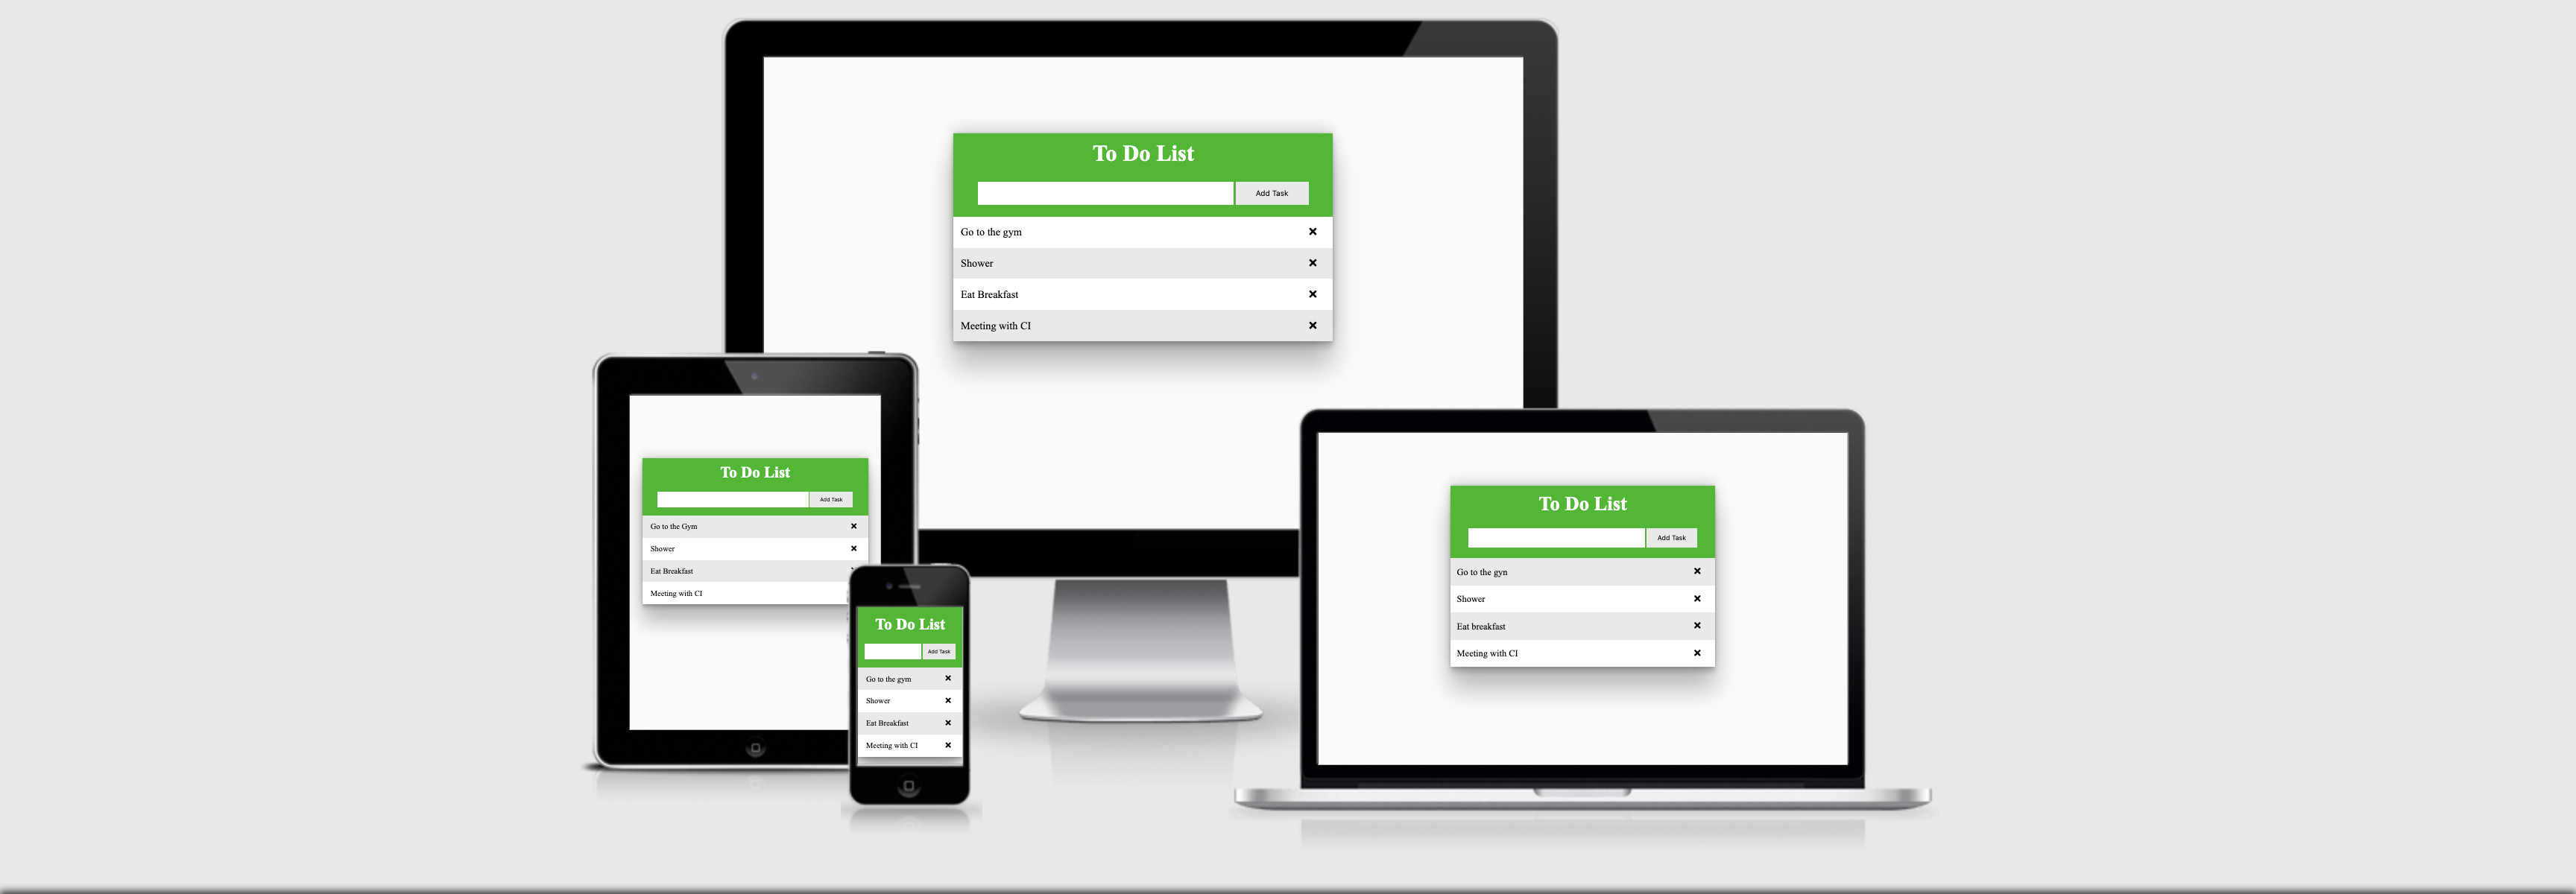 To Do List
Add Task
Go to the gym
Shower
Eat Breakfast
Meeting with CI
To Do List
Add Task
Go to the Gym
Shower
Eat Breakfast
Meeting with CI
To Do List
Add Task
Go to the gym
Shower
Eat Breakfast
Meeting with CI
To Do List
Add Task
Go to the gyn
Shower
Eat breakfast
Meeting with CI